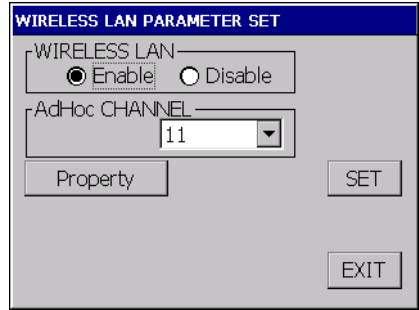 WIRELESS LAN PARAMETER SET
WIRELESS LAN
Enable Disable
AdHoc CHANNEL
11
Property SET
EXIT